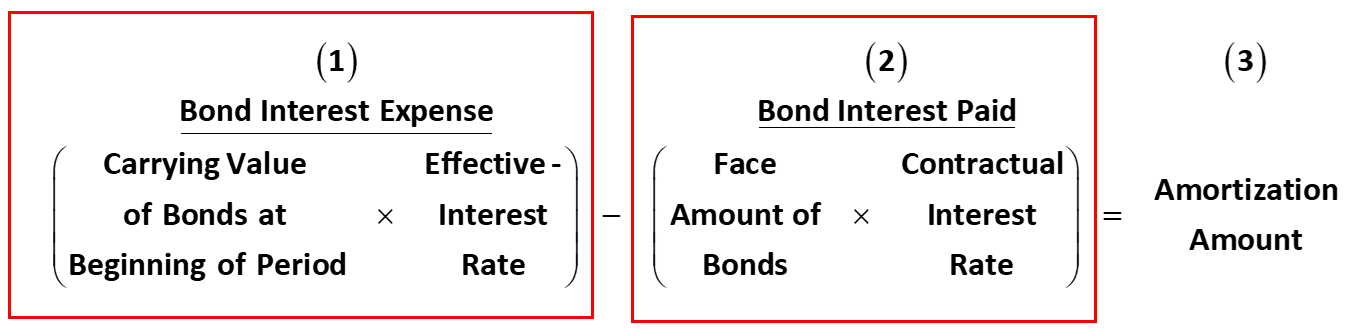 (1) (2) (3)
Bond Interest Expense Bond Interest Paid
Carrying Value Effective - Face Contractual
of Bonds at × Interest − Amount of × Interest = Amortization
Beginning of Period Rate Bonds Rate Amount